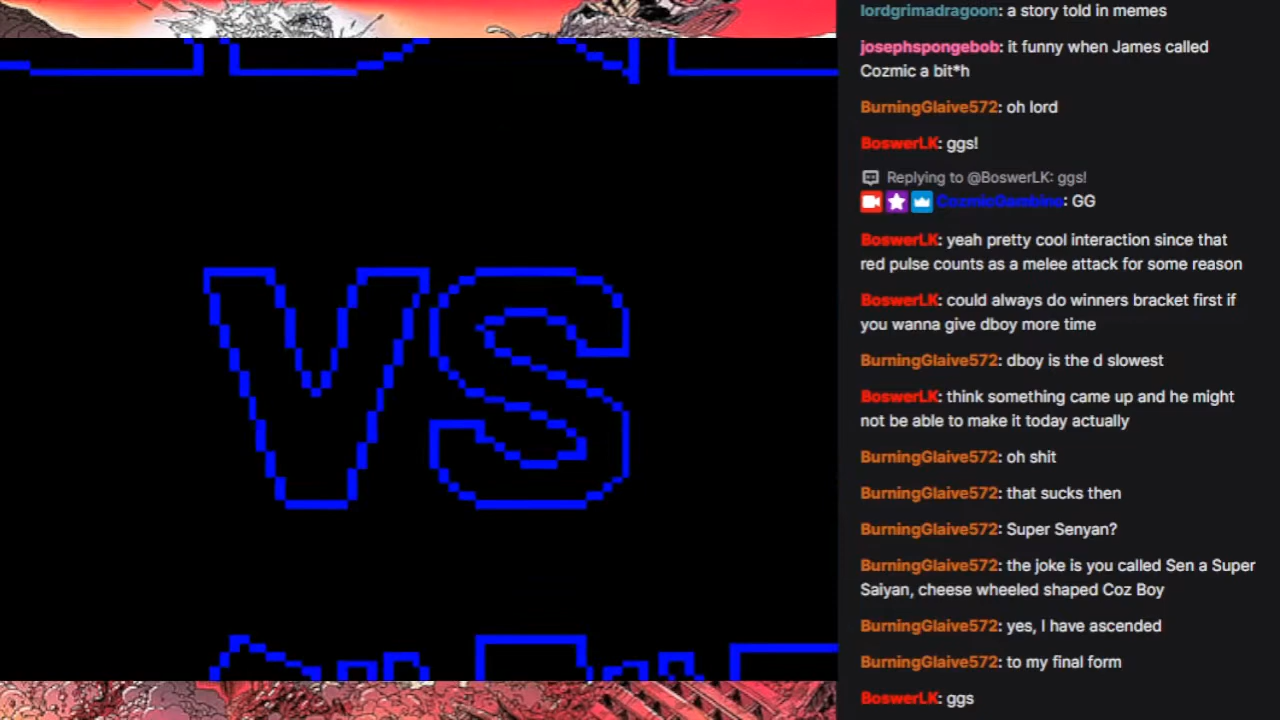 VS
lordgrimadragoon: a story told in memes
josephspongebob: it funny when James called
Cozmic a bit*h
BurningGlaive572: oh lord
BoswerLK: ggs!
Replying to @BoswerLK: ggs!
CozmicGambino: GG
BoswerLK: yeah pretty cool interaction since that
red pulse counts as a melee attack for some reason
BoswerLK: could always do winners bracket first if
you wanna give dboy more time
BurningGlaive572: dboy is the d slowest
BoswerLK: think something came up and he might
not be able to make it today actually
BurningGlaive572: oh shit
BurningGlaive572: that sucks then
BurningGlaive572: Super Senyan?
BurningGlaive572: the joke is you called Sen a Super
Saiyan, cheese wheeled shaped Coz Boy
BurningGlaive572: yes, I have ascended
BurningGlaive572: to my final form
BoswerLK: ggs